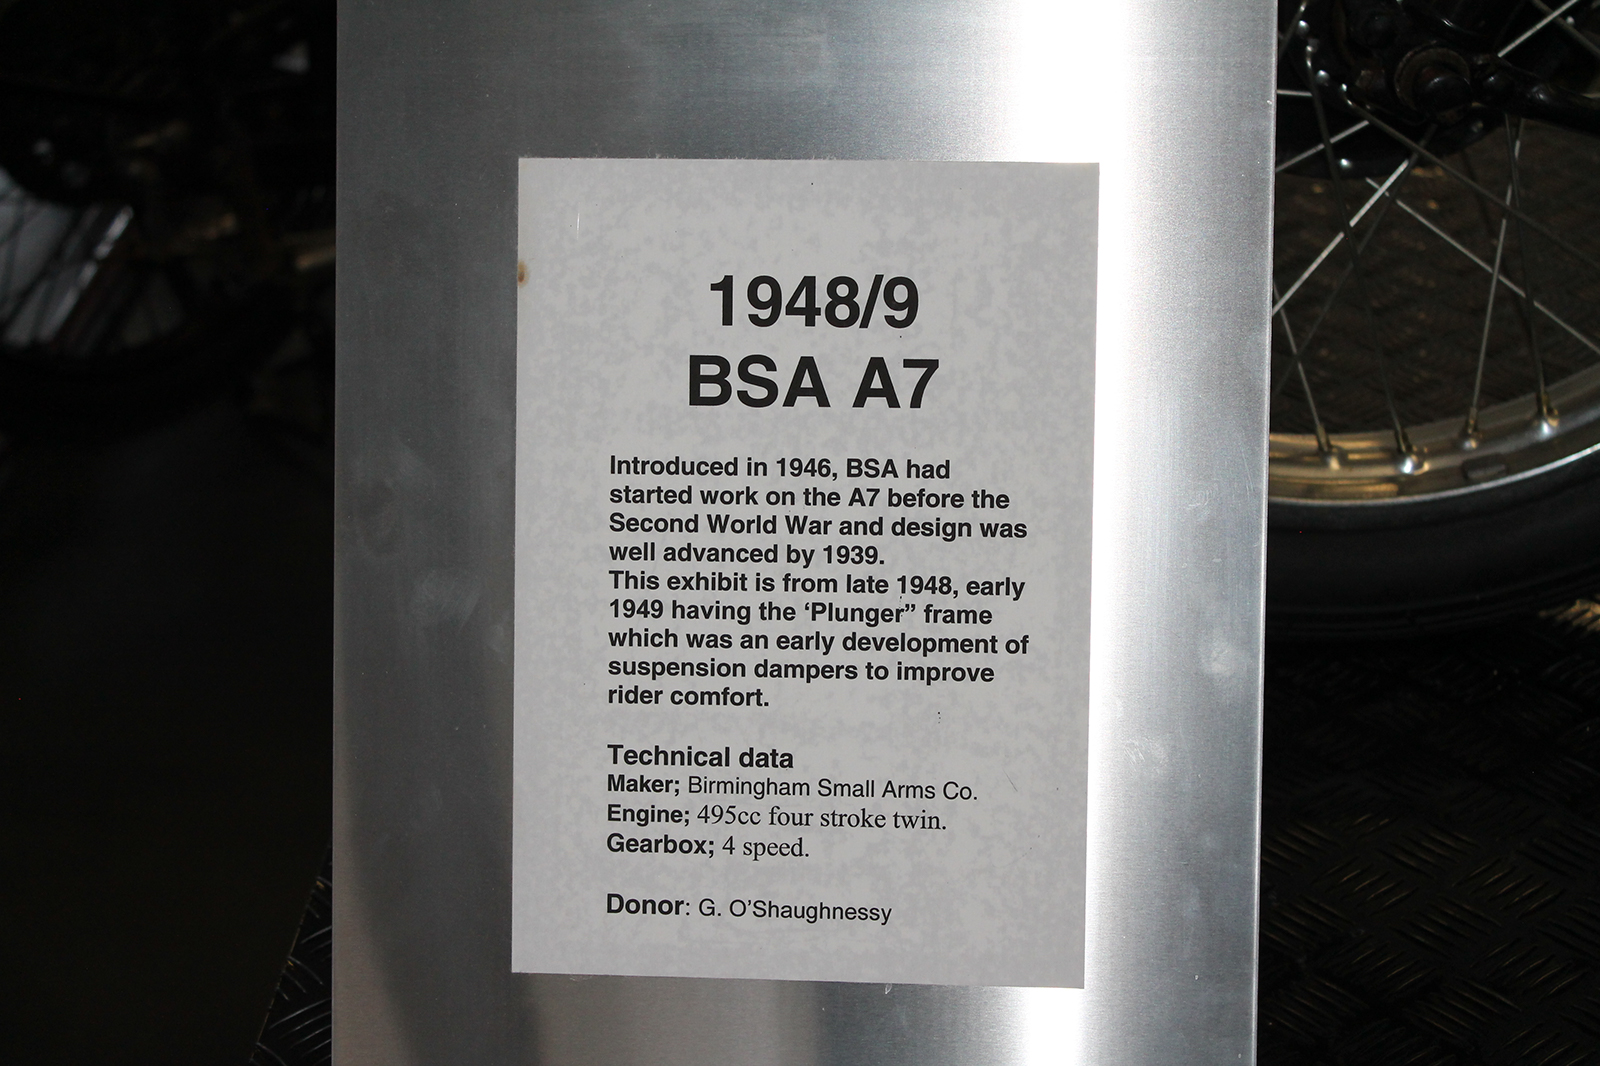 1948/9
BSA A7
Introduced in 1946, BSA had
started work on the A7 before the
Second World War and design was
well advanced by 1939.
This exhibit is from late 1948, early
1949 having the ‘Plunger” frame
which was an early development of
suspension dampers to improve
rider comfort.
Technical data
Maker; Birmingham Small Arms Co.
Engine; 495cc four stroke twin.
Gearbox; 4 speed.
Donor: G. O’Shaughnessy